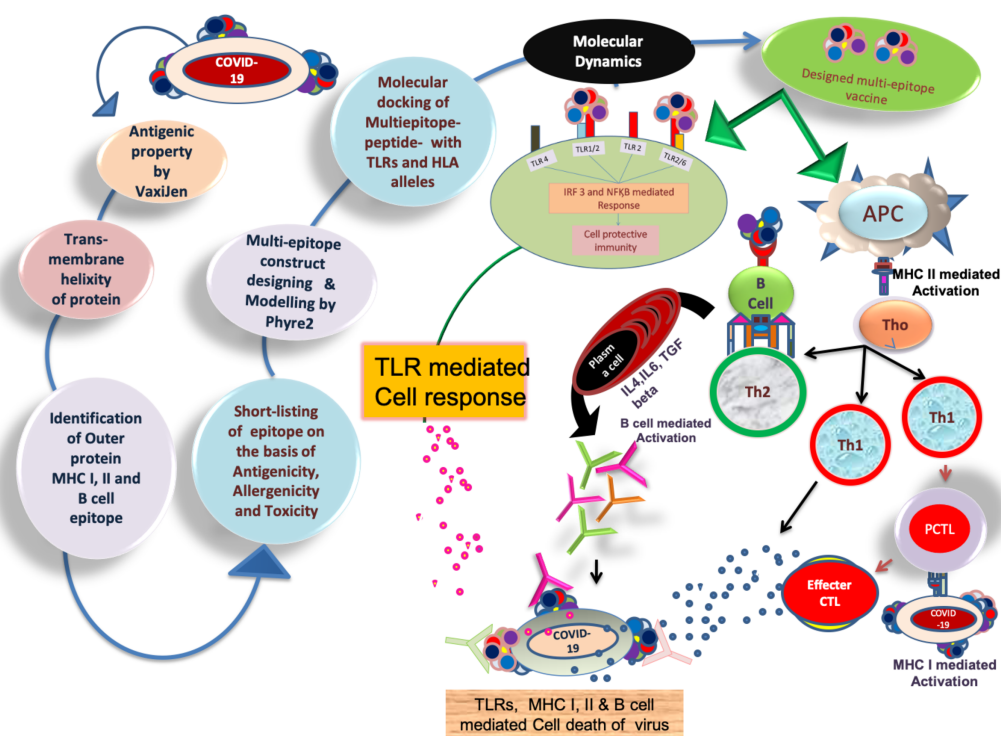 COVID-
19
Antigenic
property by
VaxiJen
Trans-
membrane
helixity
of protein
Identification
of Outer
protein
MHC I, II and
B cell
epitope
Short-listing
of epitope on
the basis of
Antigenicity,
Allergenicity
and Toxicity
Multi-epitope
construct
designing &
Modelling by
Phyre2
Molecular
docking of
Multiepitope-
peptide- with
TLRs and HLA
alleles
Molecular
Dynamics
Designed multi-epitope
vaccine
TLR 4
TLR1/2
TLR 2
TLR2/6
IRF 3 and NFҚB mediated
Response
Cell protective
immunity
TLR mediated
Cell response
APC
MHC II mediated
Activation
Tho
B
Cell
Th2
Th1
Th1
Plasm
a cell
IL4,IL6, TGF
beta
B cell mediated
Activation
PCTL
Effecter
CTL
COVID
-19
MHC I mediated
Activation
COVID-
19
TLRs, MHC I, II & B cell
mediated Cell death of virus